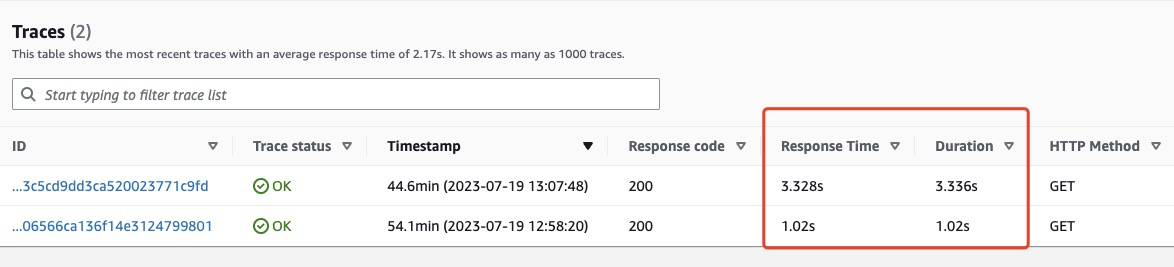 Traces (2)
This table shows the most recent traces with an average response time of 2.17s. It shows as many as 1000 traces.
Start typing to filter trace list
ID Trace status Timestamp Response code Response Time Duration HTTP Method
...3c5cd9dd3ca520023771c9fd OK 44.6min (2023-07-19 13:07:48) 200 3.328s 3.336s GET
...06566ca136f14e3124799801 OK 54.1min (2023-07-19 12:58:20) 200 1.02s 1.02s GET